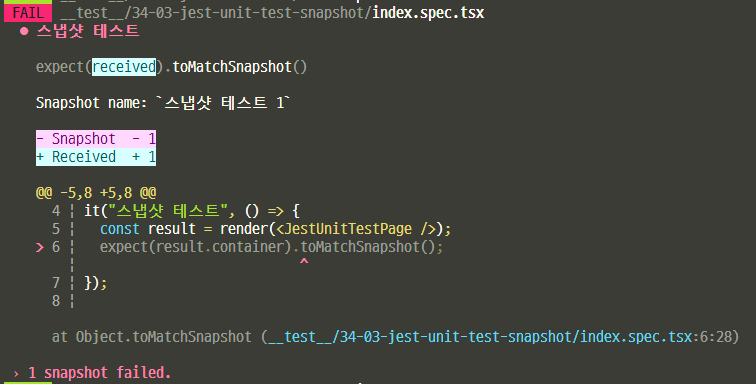 FAIL __test__/34-03-jest-unit-test-snapshot/index.spec.tsx
● 스냅샷 테스트
expect(received).toMatchSnapshot()
Snapshot name: `스냅샷 테스트 1`
- Snapshot - 1
+ Received + 1
@@ -5,8 +5,8 @@
4 ¦ it("스냅샷 테스트", () => {
5 ¦ const result = render(<JestUnitTestPage />);
> 6 ¦ expect(result.container).toMatchSnapshot();
¦ ^
7 ¦ });
8 ¦
at Object.toMatchSnapshot (__test__/34-03-jest-unit-test-snapshot/index.spec.tsx:6:28)
› 1 snapshot failed.